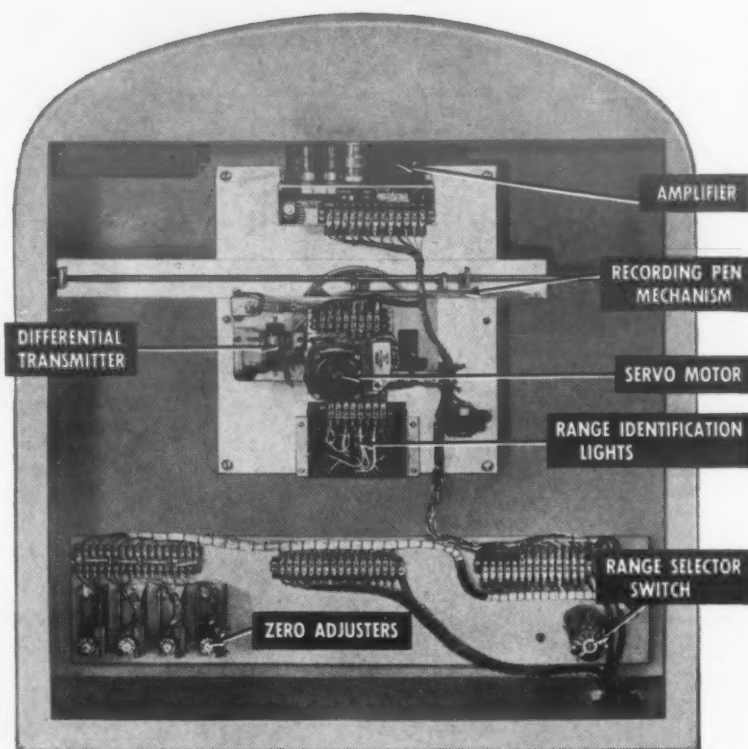 AMPLIFIER
RECORDING PEN
MECHANISM
DIFFERENTIAL
TRANSMITTER
SERVO MOTOR
RANGE IDENTIFICATION
LIGHTS
RANGE SELECTOR
SWITCH
ZERO ADJUSTERS